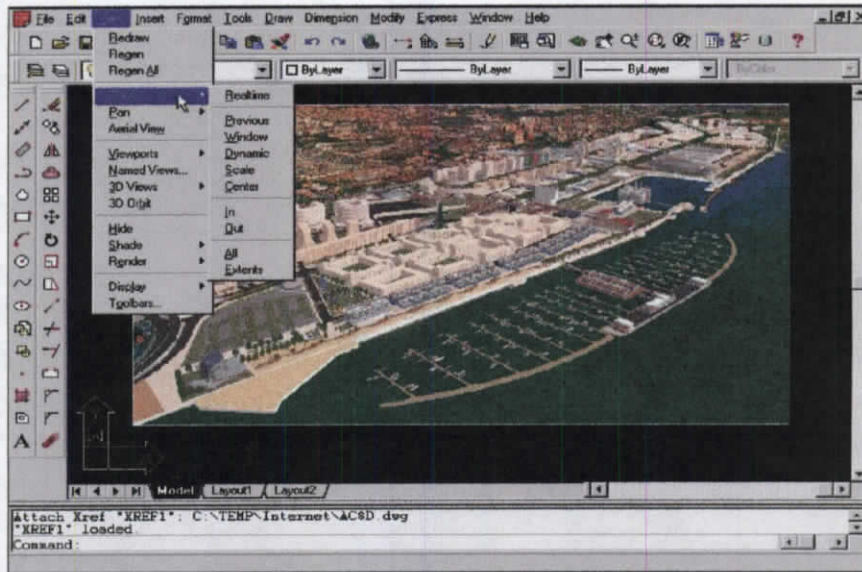 File Edit Insert Format Tools Draw Dimension Modify Express Window Help
Redraw
Regen
Regen All
ByLayer ByLayer ByLayer ByColor
Realtime
Pan
Previous
Aerial View
Window
Viewports
Dynamic
Named Views...
Scale
3D Views
Center
3D Orbit
In
Hide
Out
Shade
All
Render
Extents
Display
Toolbars...
Model Layout1 Layout2
Attach Xref "XREF1": C:\TEMP\Internet\AC8D.dwg
"XREF1" loaded.
Command: